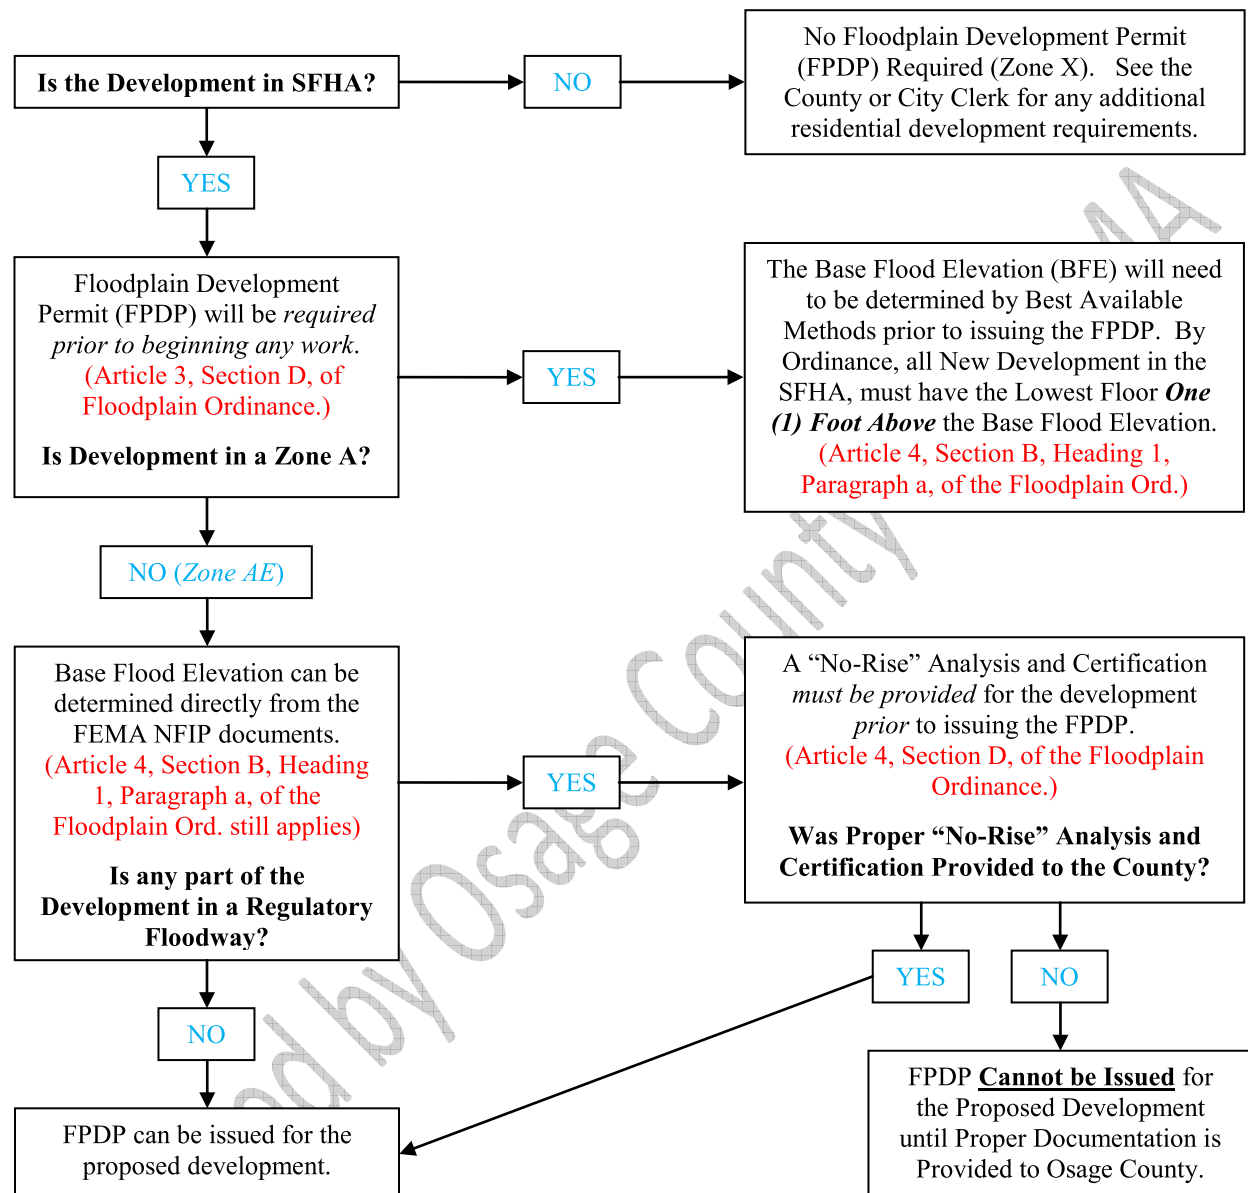 Is the Development in SFHA?
NO
No Floodplain Development Permit
(FPDP) Required (Zone X).   See the
County or City Clerk for any additional
residential development requirements.
YES
Floodplain Development
Permit (FPDP) will be required
prior to beginning any work.
(Article 3, Section D, of
Floodplain Ordinance.)
Is Development in a Zone A?
YES
The Base Flood Elevation (BFE) will need
to be determined by Best Available
Methods prior to issuing the FPDP.  By
Ordinance, all New Development in the
SFHA, must have the Lowest Floor One
(1) Foot Above the Base Flood Elevation.
(Article 4, Section B, Heading 1,
Paragraph a, of the Floodplain Ord.)
NO (Zone AE)
Base Flood Elevation can be
determined directly from the
FEMA NFIP documents.
(Article 4, Section B, Heading
1, Paragraph a, of the
Floodplain Ord. still applies)
Is any part of the
Development in a Regulatory
Floodway?
YES
A “No-Rise” Analysis and Certification
must be provided for the development
prior to issuing the FPDP.
(Article 4, Section D, of the Floodplain
Ordinance.)
Was Proper “No-Rise” Analysis and
Certification Provided to the County?
YES
NO
NO
FPDP can be issued for the
proposed development.
FPDP Cannot be Issued for
the Proposed Development
until Proper Documentation is
Provided to Osage County.
by Osage County